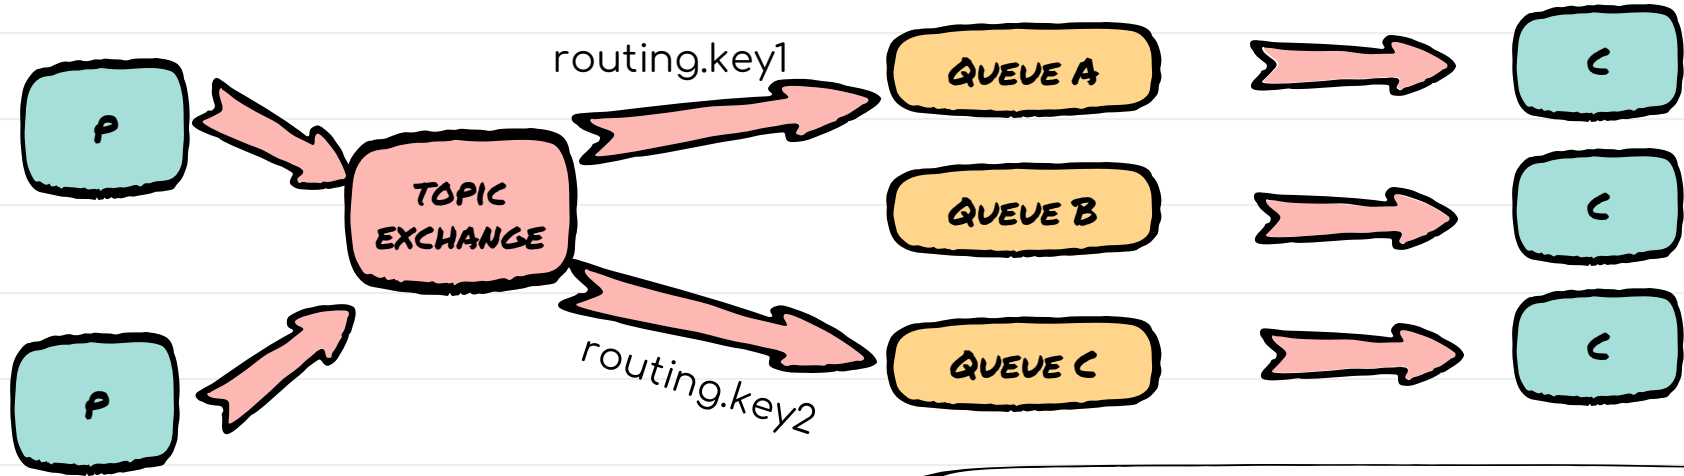 routing.key1
QUEUE A
C
P
TOPIC
EXCHANGE
QUEUE B
C
routing.key2
QUEUE C
C
P